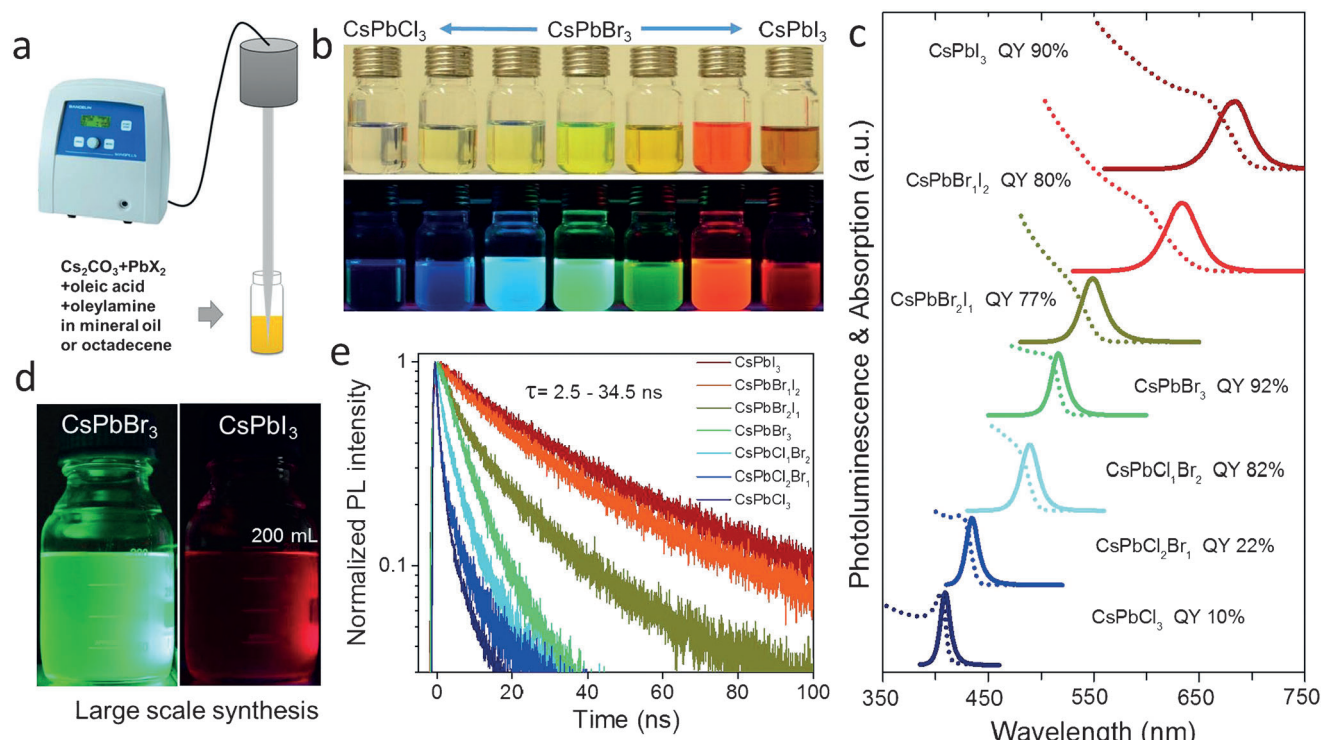 a
Cs₂CO₃+PbX₂
+oleic acid
+oleylamine
in mineral oil
or octadecene
b
CsPbCl₃
CsPbBr₃
CsPbI₃
c
Photoluminescence & Absorption (a.u.)
CsPbI₃ QY 90%
CsPbBr₁I₂ QY 80%
CsPbBr₂I₁ QY 77%
CsPbBr₃ QY 92%
CsPbCl₁Br₂ QY 82%
CsPbCl₂Br₁ QY 22%
CsPbCl₃ QY 10%
350 450 550 650 750
Wavelength (nm)
d
CsPbBr₃
CsPbI₃
200 mL
Large scale synthesis
e
Normalized PL intensity
1
0.1
τ= 2.5 - 34.5 ns
CsPbI₃
CsPbBr₁I₂
CsPbBr₂I₁
CsPbBr₃
CsPbCl₁Br₂
CsPbCl₂Br₁
CsPbCl₃
0 20 40 60 80 100
Time (ns)